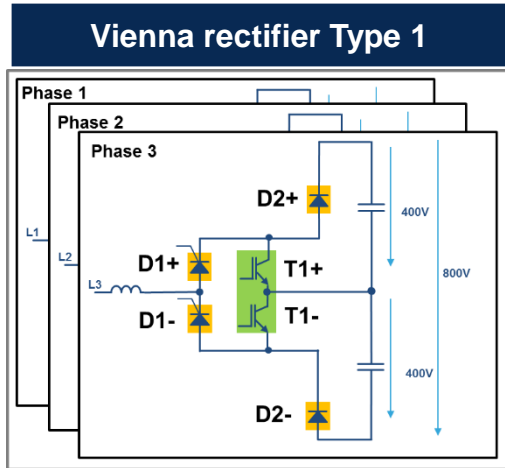 Vienna rectifier Type 1
Phase 1
Phase 2
Phase 3
D2+
400V
L1
D1+
T1+
L2
800V
L3
D1-
T1-
400V
D2-